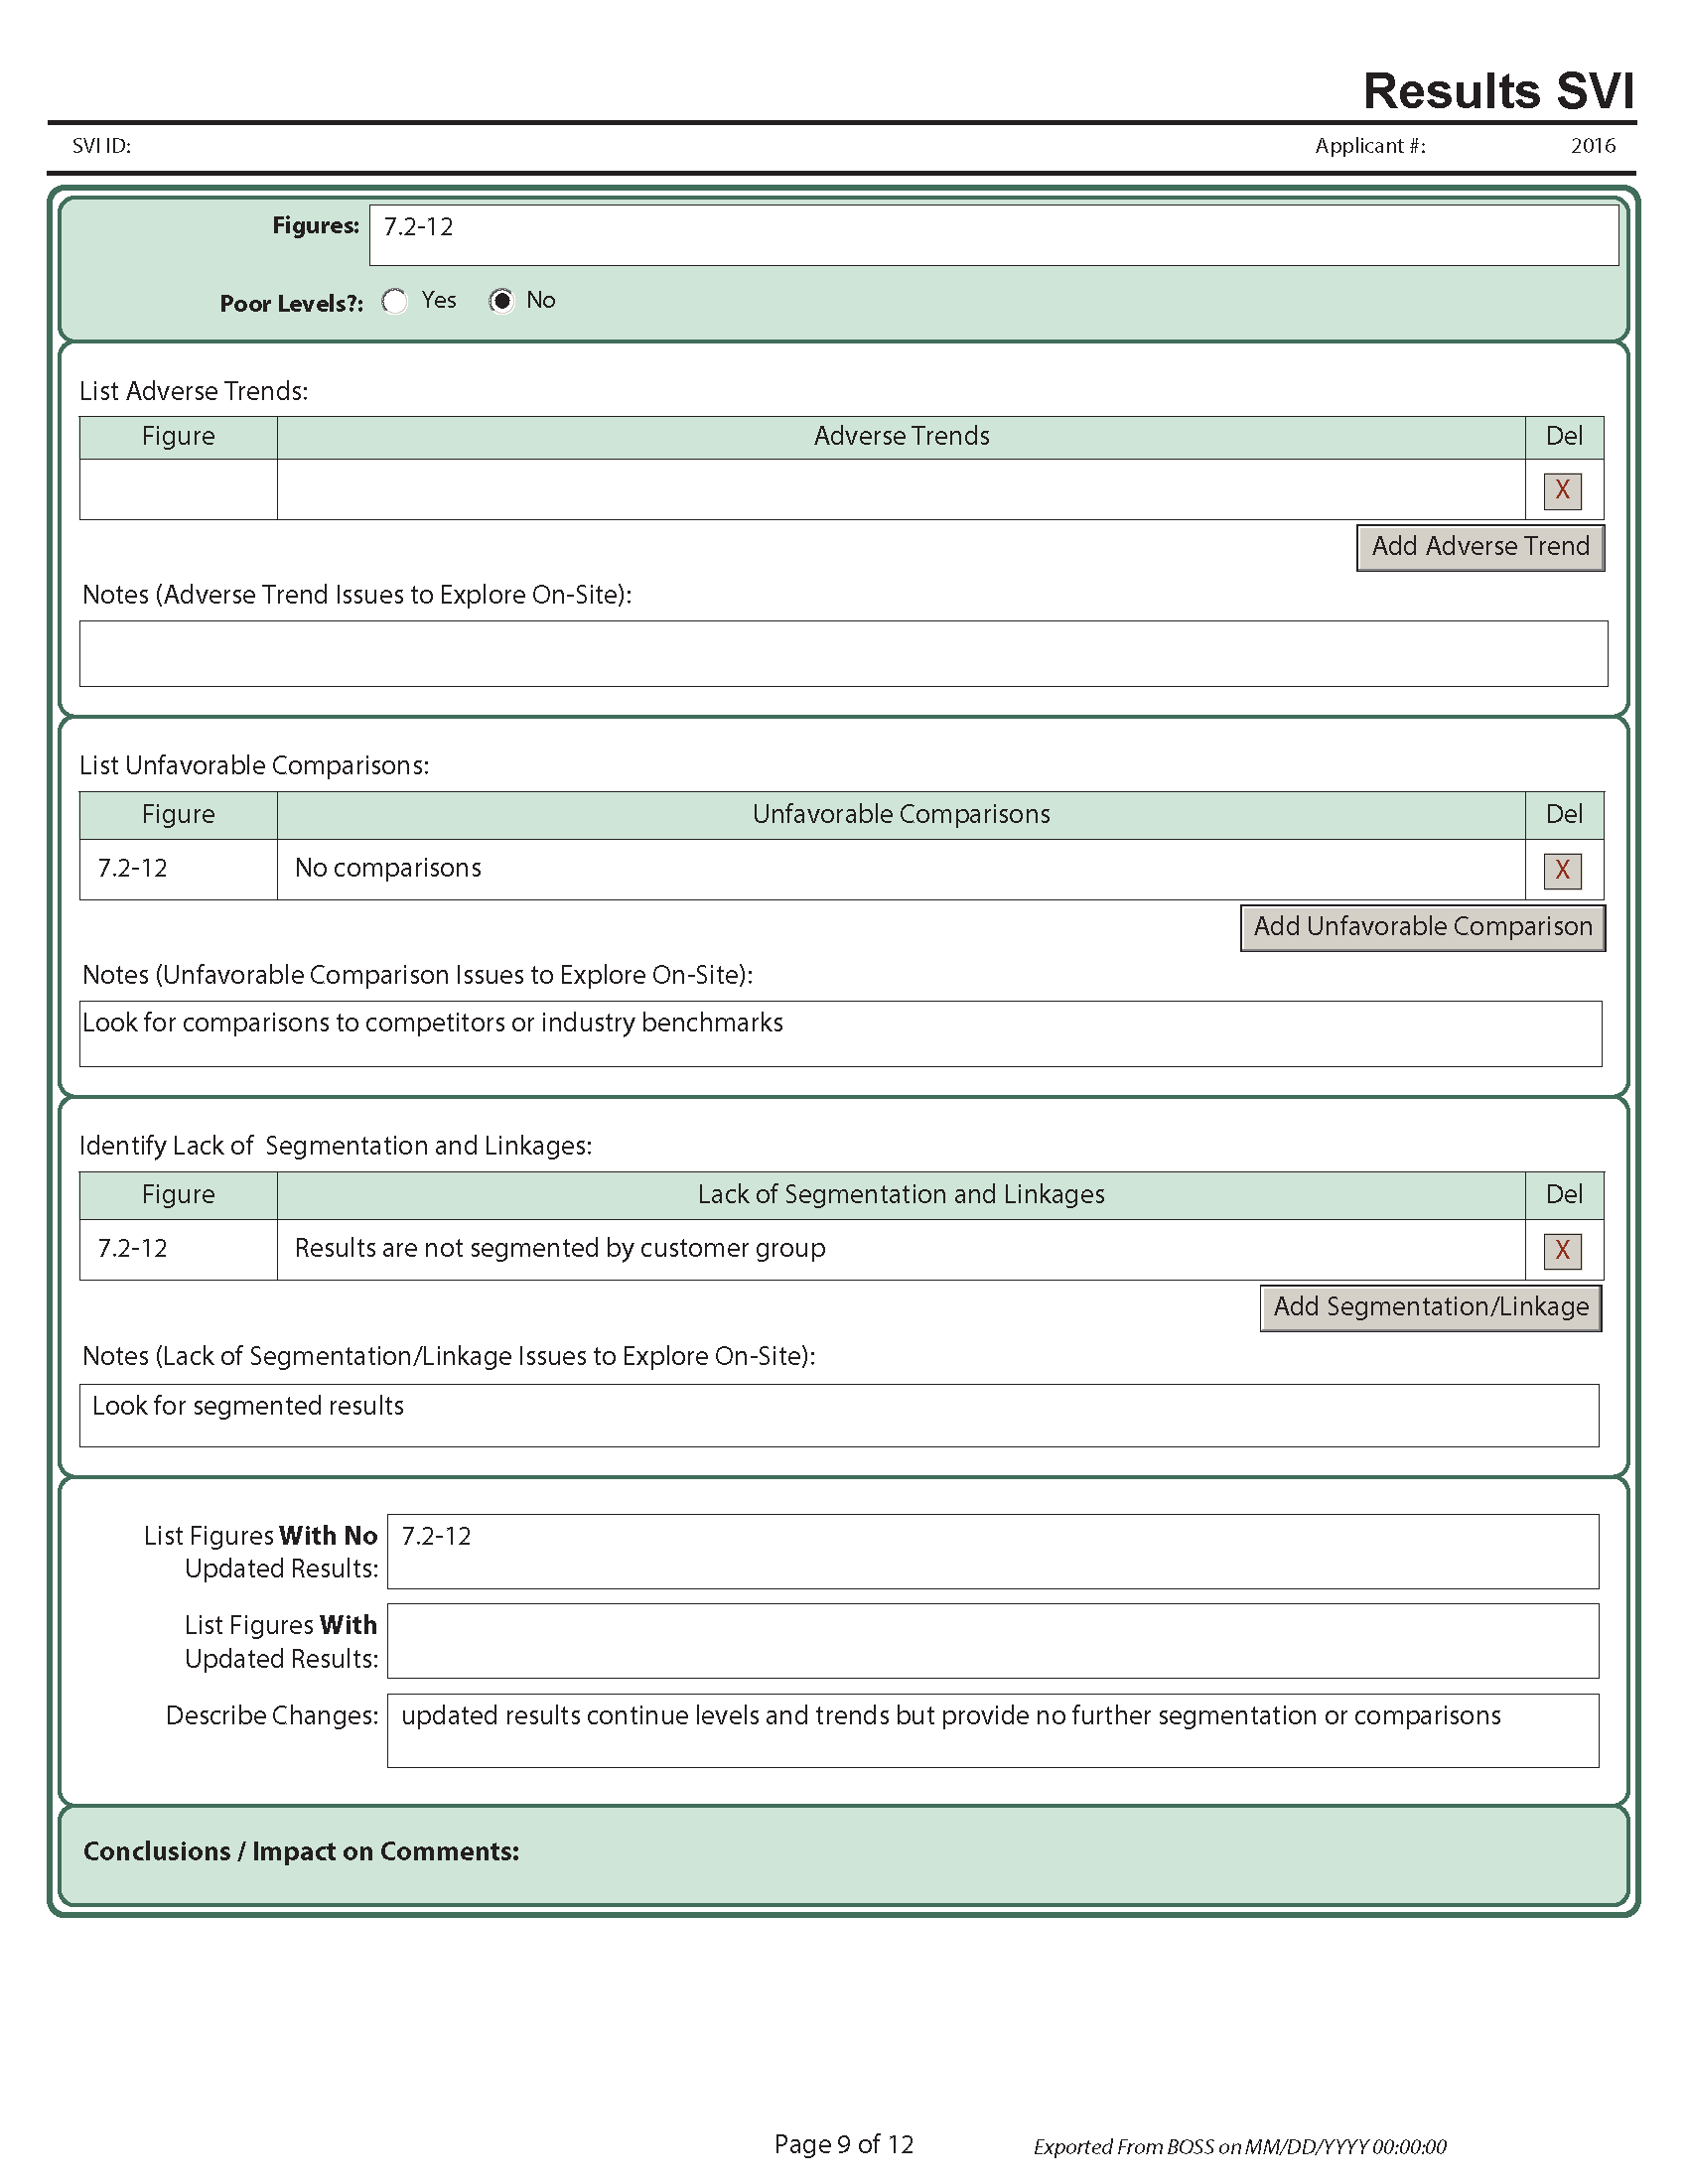 Results SVI
SVI ID: Applicant #: 2016
Figures: 7.2-12
Poor Levels?: Yes No
List Adverse Trends:
Figure Adverse Trends Del
X
Add Adverse Trend
Notes (Adverse Trend Issues to Explore On-Site):
List Unfavorable Comparisons:
Figure Unfavorable Comparisons Del
7.2-12 No comparisons X
Add Unfavorable Comparison
Notes (Unfavorable Comparison Issues to Explore On-Site):
Look for comparisons to competitors or industry benchmarks
Identify Lack of Segmentation and Linkages:
Figure Lack of Segmentation and Linkages Del
7.2-12 Results are not segmented by customer group X
Add Segmentation/Linkage
Notes (Lack of Segmentation/Linkage Issues to Explore On-Site):
Look for segmented results
List Figures With No 7.2-12
Updated Results:
List Figures With
Updated Results:
Describe Changes: updated results continue levels and trends but provide no further segmentation or comparisons
Conclusions / Impact on Comments:
Page 9 of 12 Exported From BOSS on MM/DD/YYYY 00:00:00